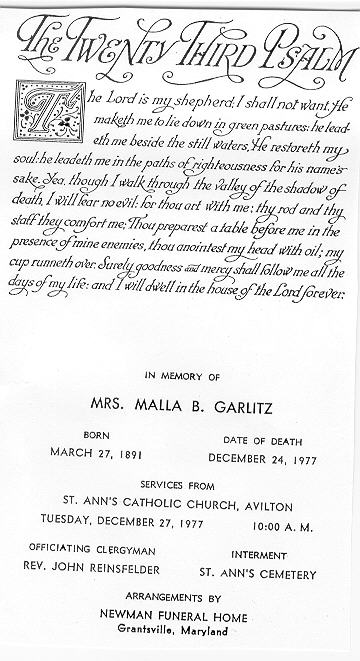 The Twenty Third Psalm
The Lord is my shepherd; I shall not want. He
maketh me to lie down in green pastures: he lead-
eth me beside the still waters. He restoreth my
soul: he leadeth me in the paths of righteousness for his name's
sake. Yea, though I walk through the valley of the shadow of
death, I will fear no evil: for thou art with me; thy rod and thy
staff they comfort me; Thou preparest a table before me in the
presence of mine enemies, thou anointest my head with oil; my
cup runneth over. Surely goodness and mercy shall follow me all the
days of my life: and I will dwell in the house of the Lord forever.
IN MEMORY OF
MRS. MALLA B. GARLITZ
BORN
MARCH 27, 1891
DATE OF DEATH
DECEMBER 24, 1977
SERVICES FROM
ST. ANN'S CATHOLIC CHURCH, AVILTON
TUESDAY, DECEMBER 27, 1977 10:00 A. M.
OFFICIATING CLERGYMAN
REV. JOHN REINSFELDER
INTERMENT
ST. ANN'S CEMETERY
ARRANGEMENTS BY
NEWMAN FUNERAL HOME
Grantsville, Maryland